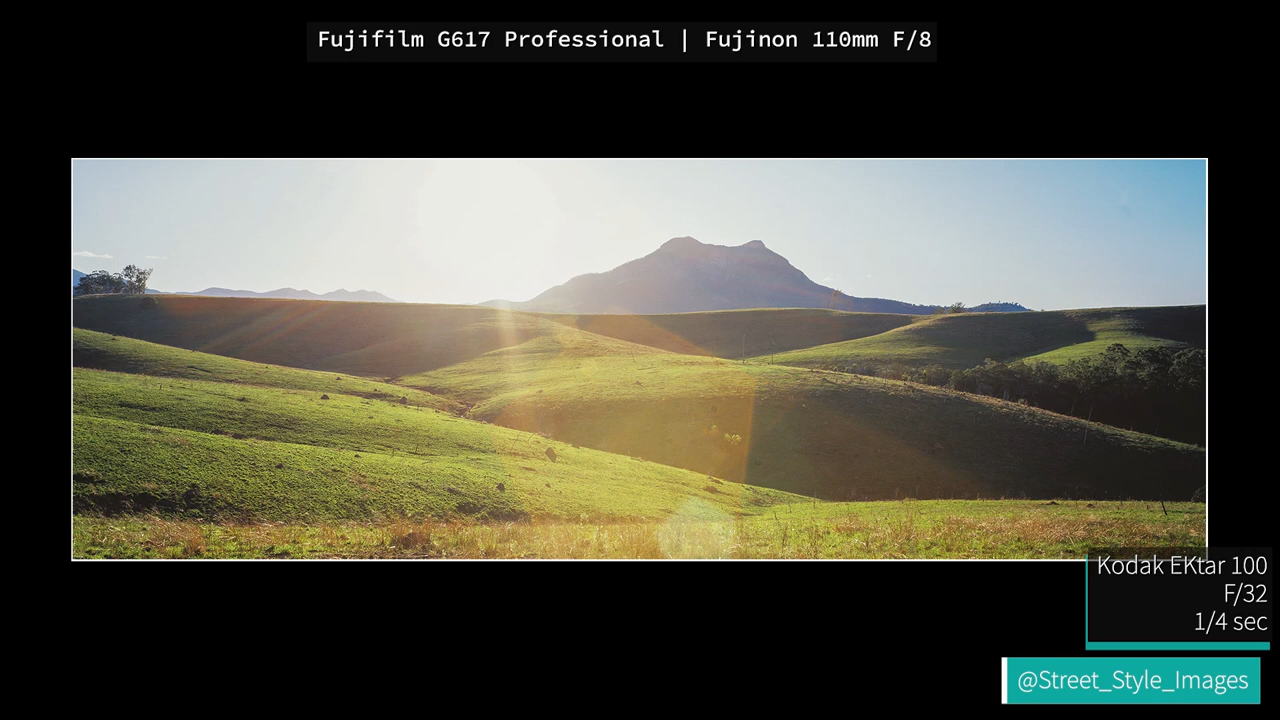 Fujifilm G617 Professional | Fujinon 110mm F/8
Kodak EKtar 100
F/32
1/4 sec
@Street_Style_Images